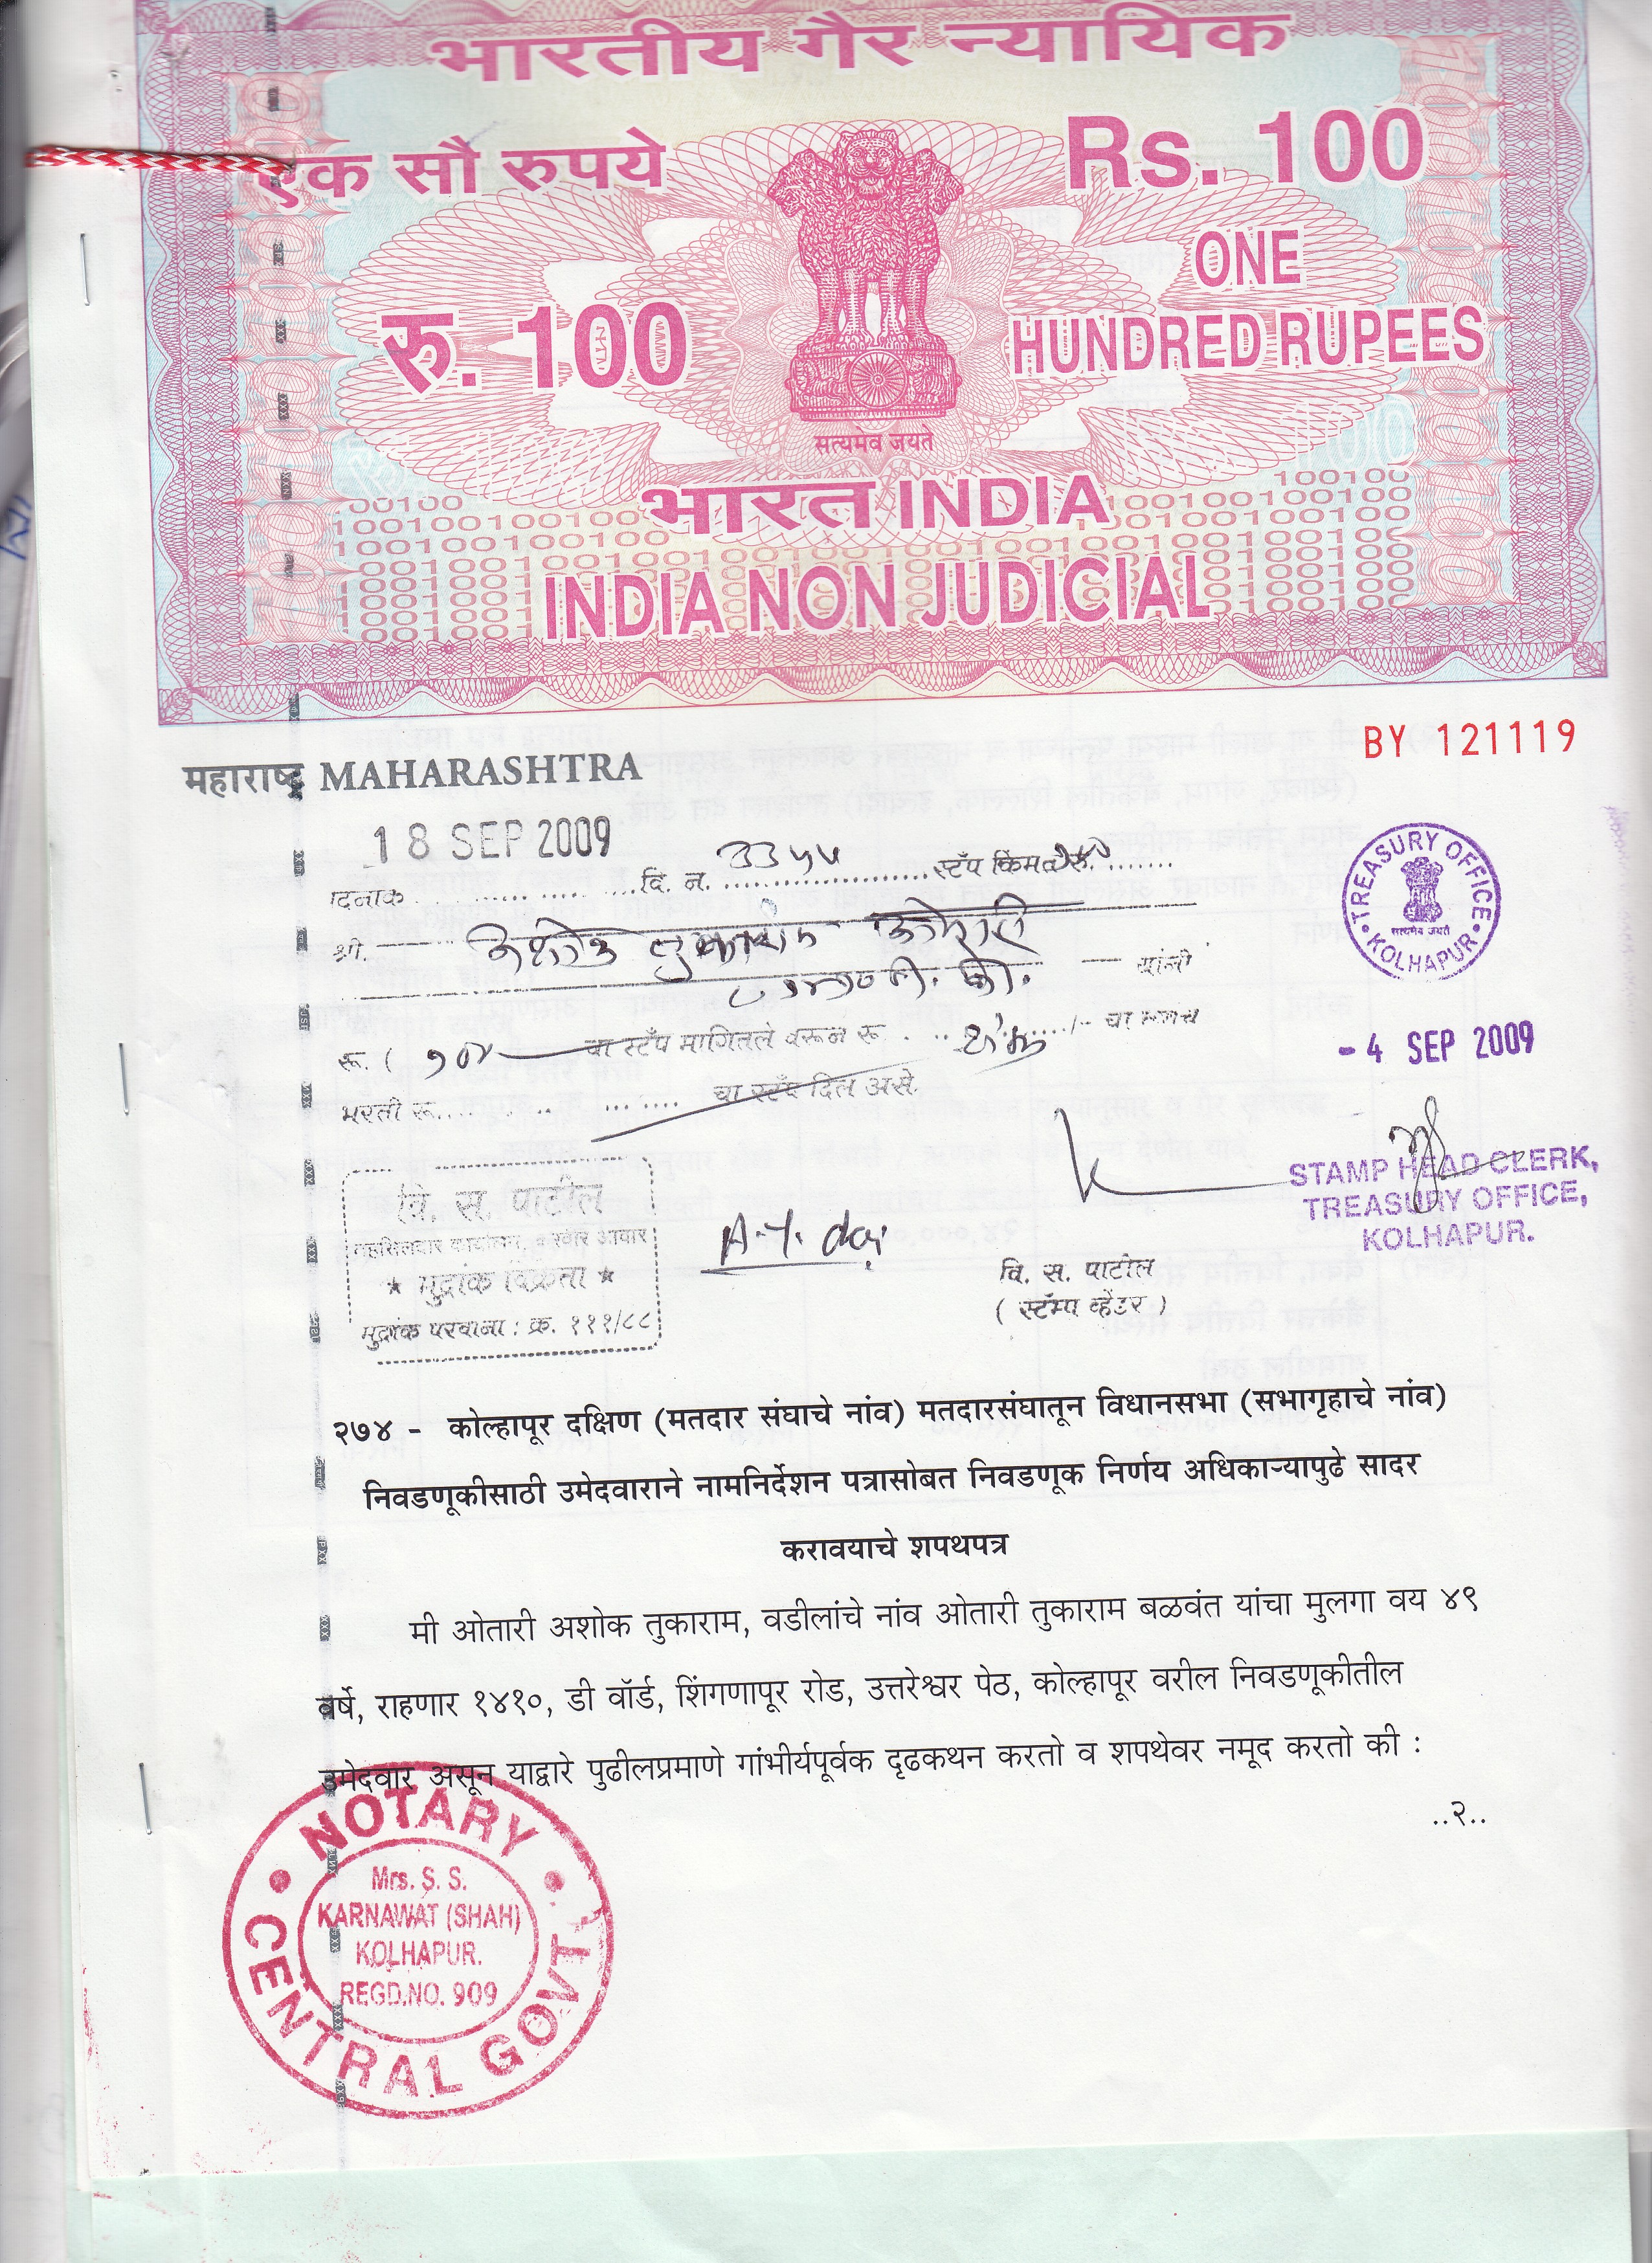 भारतीय गैर न्यायिक
एक सौ रुपये
Rs. 100
रु. 100
ONE
HUNDRED RUPEES
सत्यमेव जयते
भारत INDIA
INDIA NON JUDICIAL
BY 121119
महाराष्ट्र MAHARASHTRA
18 SEP 2009
दिनांक वि. न. स्टँप किंमत रु.
श्री.
यांनी
रू. ( चा स्टँप मागितले वरून रू
भरती रू. चा स्टँप दिल असे.
TREASURY OFFICE
सत्यमेव जयते
KOLHAPUR
- 4 SEP 2009
STAMP HEAD CLERK,
TREASURY OFFICE,
KOLHAPUR.
वि. स. पाटील
★ मुद्रांक विक्रेता ★
मुद्रांक परवाना : क्र. १११/८८
वि. स. पाटील
( स्टॅम्प व्हेंडर )
२७४ - कोल्हापूर दक्षिण (मतदार संघाचे नांव) मतदारसंघातून विधानसभा (सभागृहाचे नांव)
निवडणूकीसाठी उमेदवाराने नामनिर्देशन पत्रासोबत निवडणूक निर्णय अधिकाऱ्यापुढे सादर
करावयाचे शपथपत्र
मी ओतारी अशोक तुकाराम, वडीलांचे नांव ओतारी तुकाराम बळवंत यांचा मुलगा वय ४९
वर्षे, राहणार १४१०, डी वॉर्ड, शिंगणापूर रोड, उत्तरेश्वर पेठ, कोल्हापूर वरील निवडणूकीतील
उमेदवार असून याद्वारे पुढीलप्रमाणे गांभीर्यपूर्वक दृढकथन करतो व शपथेवर नमूद करतो की :
..२..
NOTARY
Mrs. S. S.
KARNAWAT (SHAH)
KOLHAPUR.
REGD.NO. 909
CENTRAL GOVT.